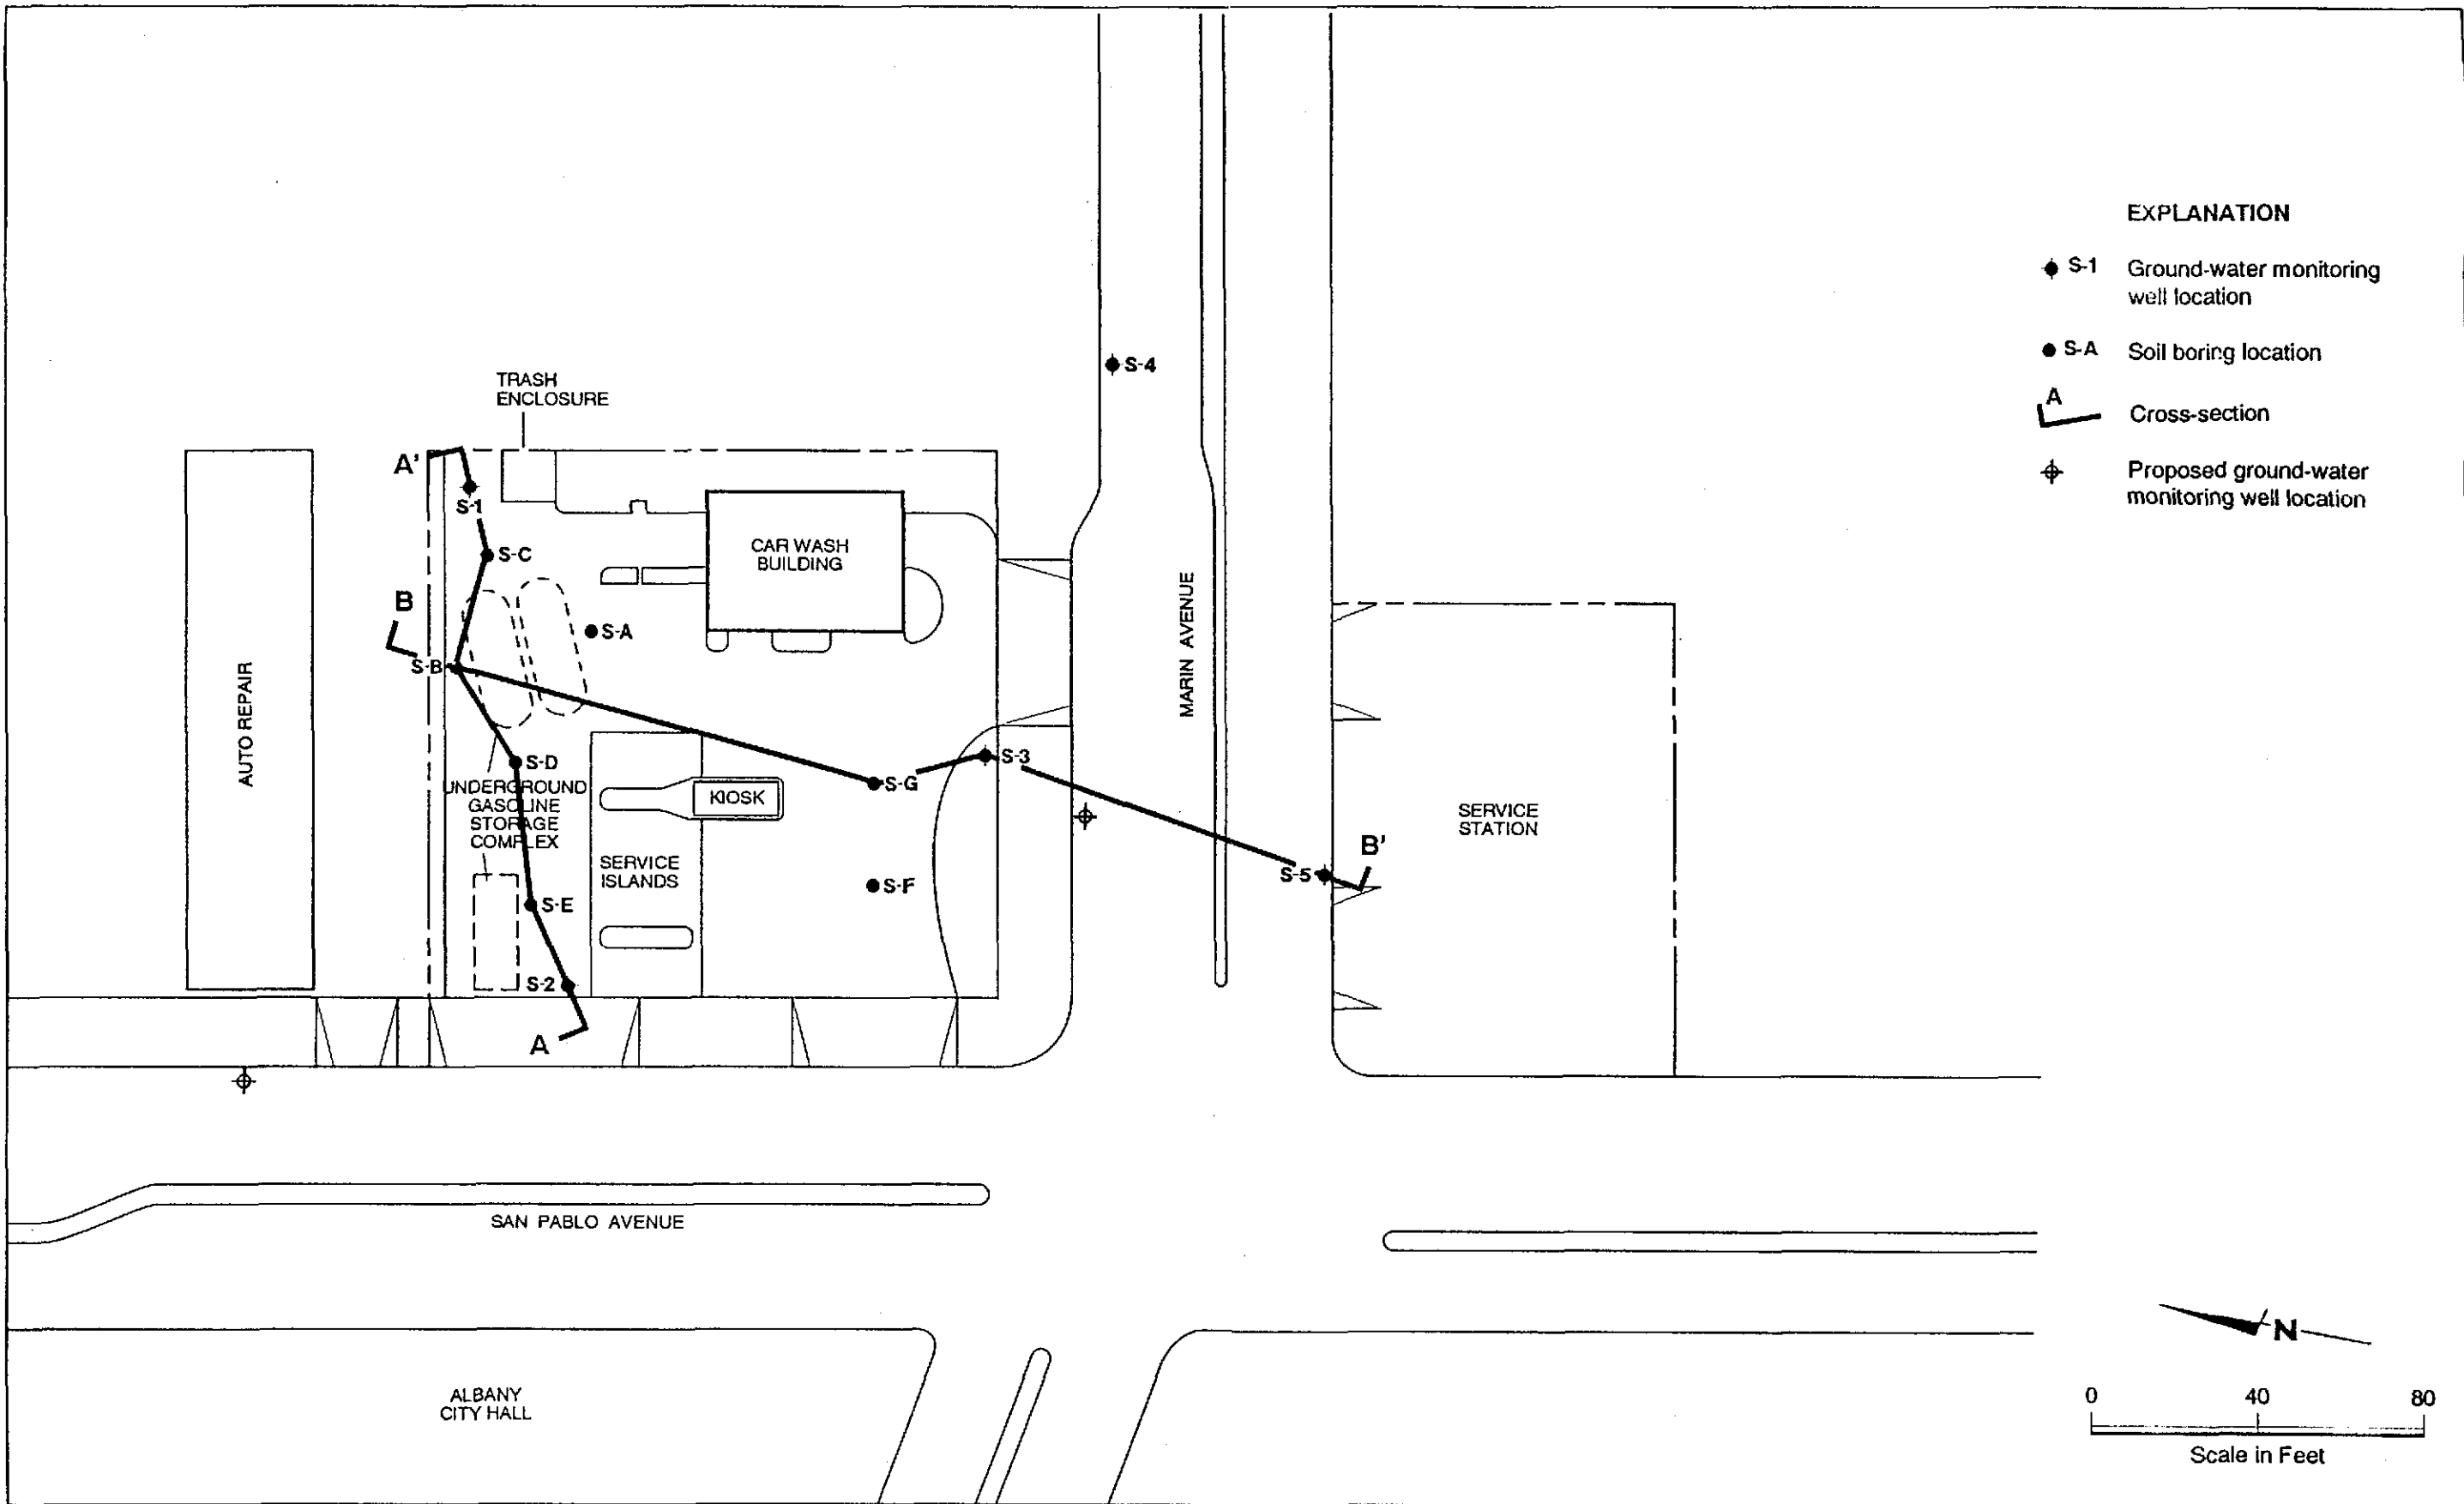 EXPLANATION
S-1 Ground-water monitoring
well location
S-A Soil boring location
A
Cross-section
Proposed ground-water
monitoring well location
S-4
TRASH
ENCLOSURE
A'
S-1
S-C
CAR WASH
BUILDING
B
S-A
S-B
AUTO REPAIR
MARIN AVENUE
S-D
S-3
UNDERGROUND
GASOLINE
STORAGE
COMPLEX
S-G
KIOSK
SERVICE
STATION
SERVICE
ISLANDS
B'
S-5
S-F
S-E
S-2
A
SAN PABLO AVENUE
ALBANY
CITY HALL
N
0 40 80
Scale in Feet